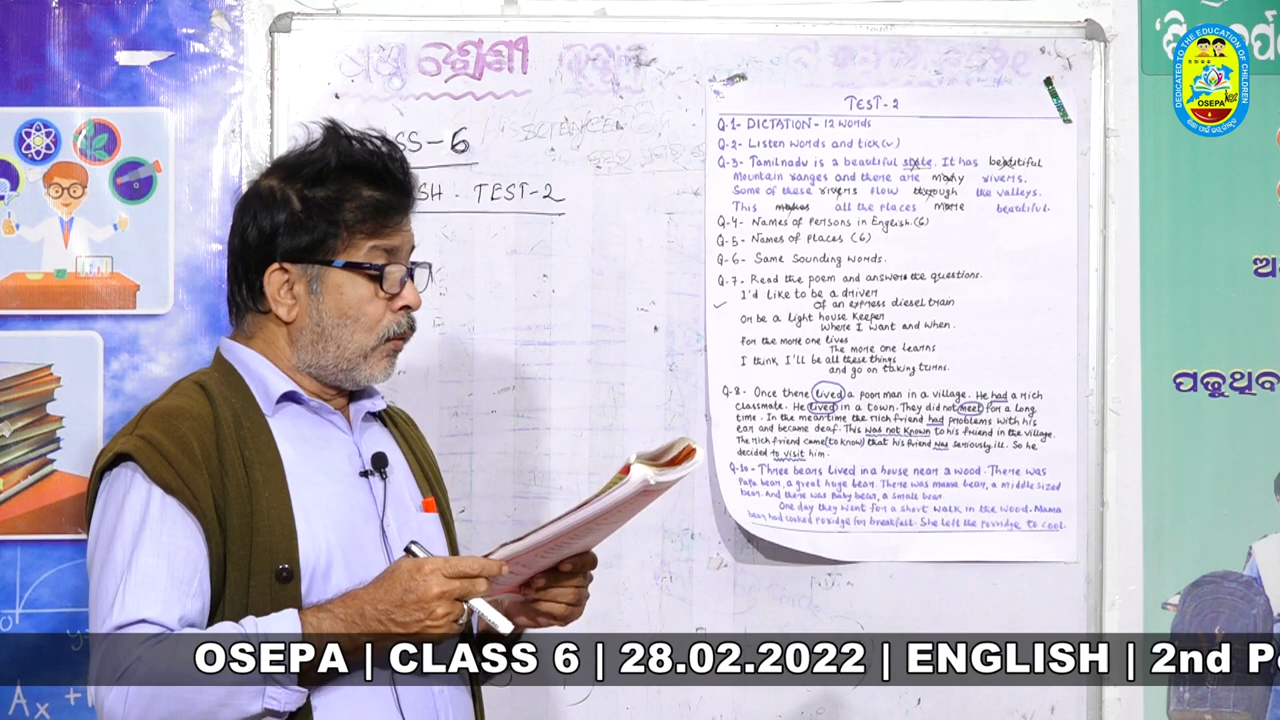 ଶ୍ରେଣୀ
SS-6
SCIENCE
SH. TEST-2
TEST-2
Q-1- DICTATION-12 words
Q-2- Listen words and tick(✓)
Q-3- Tamilnadu is a beautiful state. It has beautiful
Mountain ranges and there are many rivers.
Some of these rivers flow through the valleys.
This makes all the places more beautiful.
Q-4- Names of Persons in English.(6)
Q-5- Names of places (6)
Q-6- Same Sounding words.
Q-7- Read the poem and answers the questions.
I'd like to be a driver
Of an express diesel train
or be a light house keeper
where I want and when.
for the more one lives
The more one learns
I think I'll be all these things
and go on taking turns.
Q-8- Once there lived a poor man in a village. He had a rich
classmate. He lived in a town. They did not meet for a long
time. In the meantime the rich friend had problems with his
ear and became deaf. This was not known to his friend in the village.
The rich friend came (to know) that his friend was seriously ill. So he
decided to visit him.
Q-10- Three bears lived in a house near a wood. There was
Papa bear, a great huge bear. There was mama bear, a middle sized
bear. And there was Baby bear, a small bear.
One day they went for a short walk in the wood. Mama
bear had cooked porridge for breakfast. She left the porridge to cool.
DEDICATED TO THE EDUCATION OF CHILDREN
OSEPA
ପଢୁଥିବ
Ax +
OSEPA | CLASS 6 | 28.02.2022 | ENGLISH | 2nd P